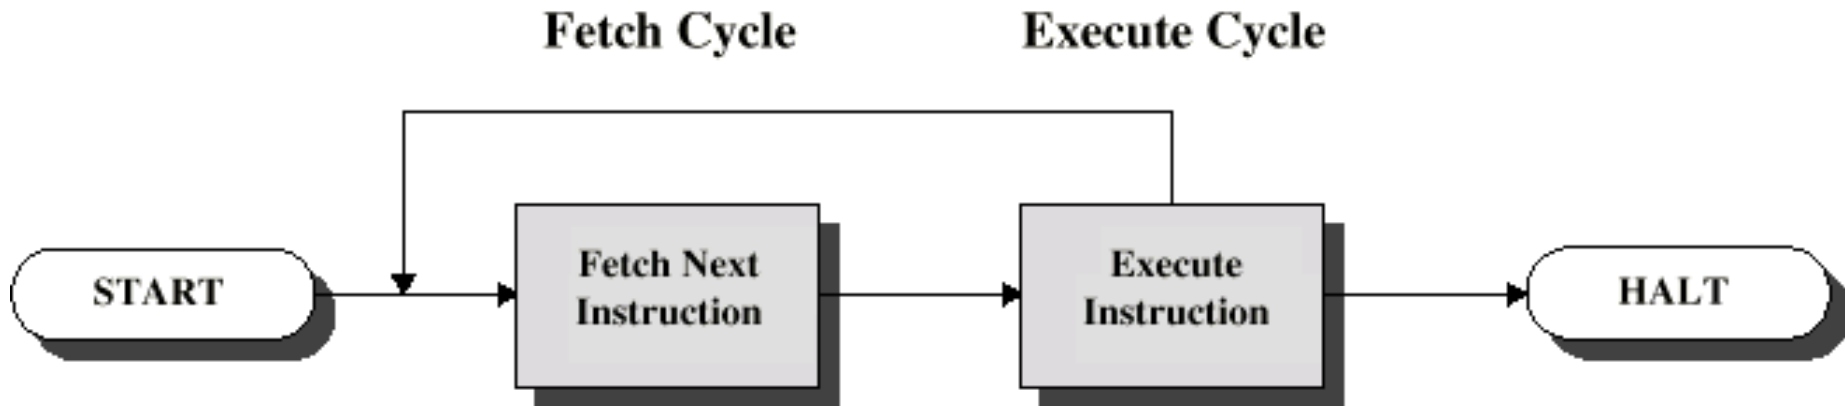 Fetch Cycle
Execute Cycle
START
Fetch Next
Instruction
Execute
Instruction
HALT